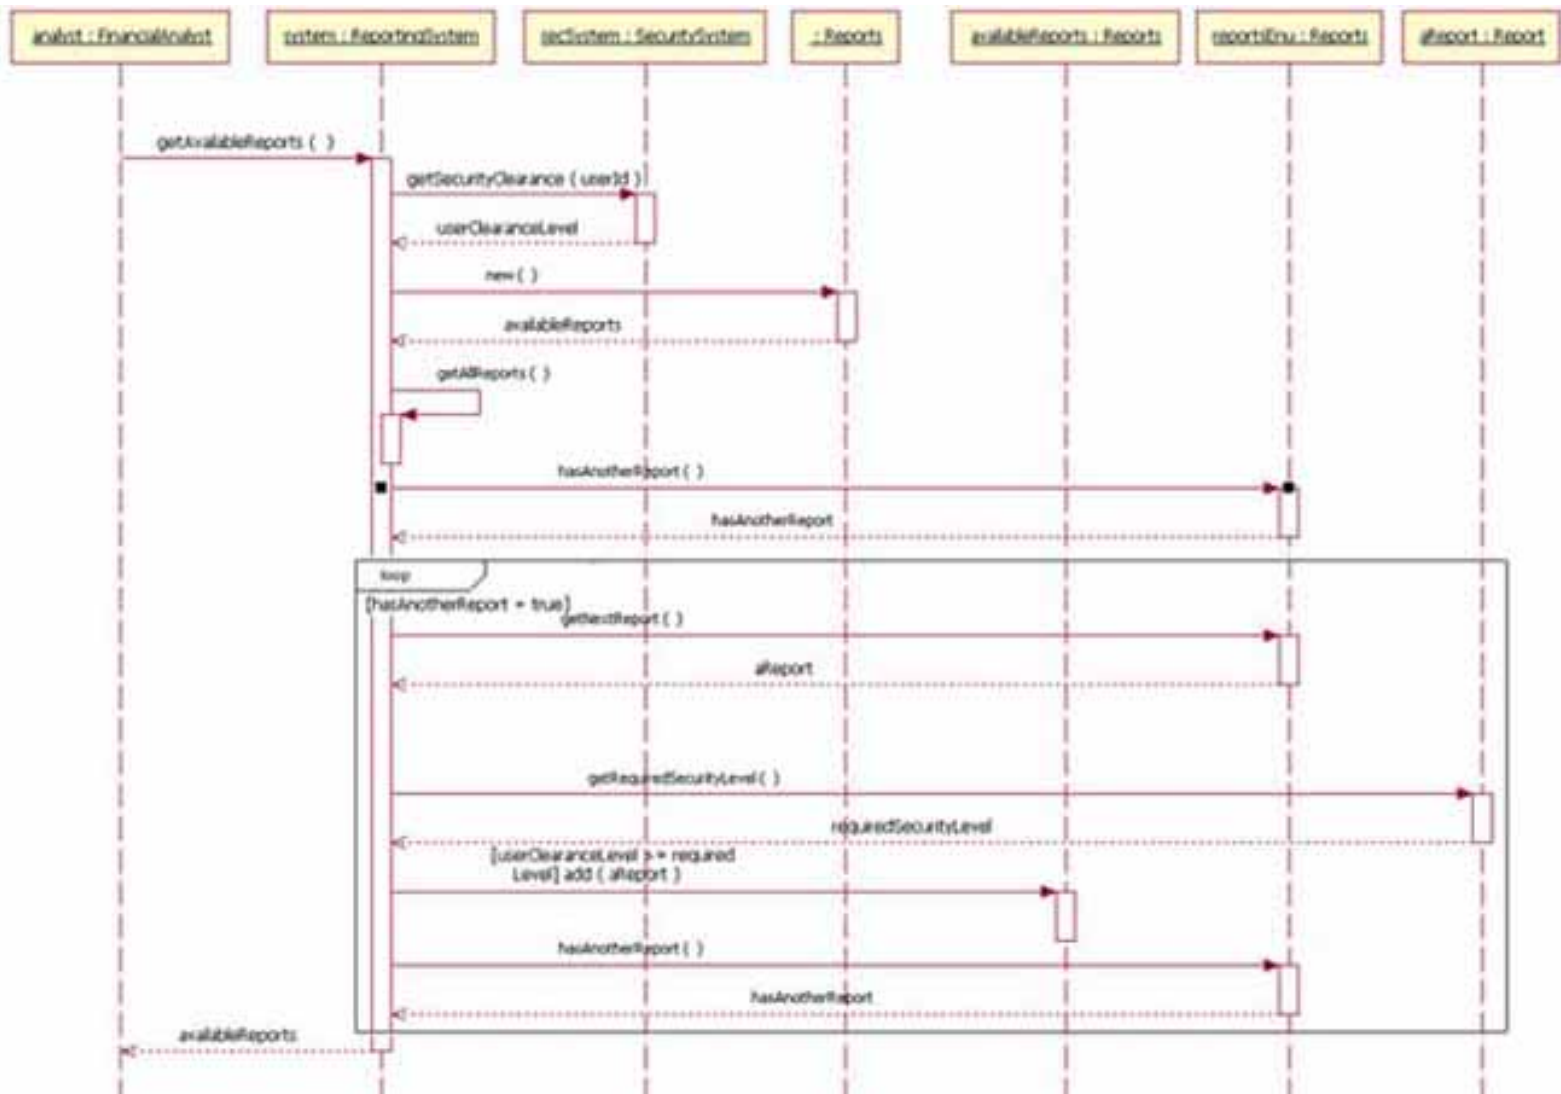 analyst : FinancialAnalyst
system : ReportingSystem
secSystem : SecuritySystem
: Reports
availableReports : Reports
reportsEnu : Reports
aReport : Report
getAvailableReports ( )
getSecurityClearance ( userId )
userClearanceLevel
new ( )
availableReports
getAllReports ( )
hasAnotherReport ( )
hasAnotherReport
loop
[hasAnotherReport = true]
getNextReport ( )
aReport
getRequiredSecurityLevel ( )
requiredSecurityLevel
[userClearanceLevel >= required
Level] add ( aReport )
hasAnotherReport ( )
hasAnotherReport
availableReports